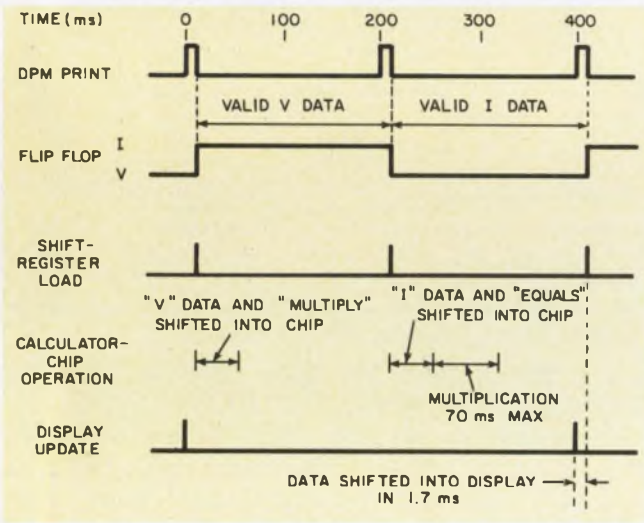 TIME (ms) 0 100 200 300 400
DPM PRINT
VALID V DATA VALID I DATA
FLIP FLOP I
V
SHIFT-
REGISTER
LOAD
"V" DATA AND "MULTIPLY"
SHIFTED INTO CHIP
"I" DATA AND "EQUALS"
SHIFTED INTO CHIP
CALCULATOR-
CHIP
OPERATION
MULTIPLICATION
70 ms MAX
DISPLAY
UPDATE
DATA SHIFTED INTO DISPLAY
IN 1.7 ms